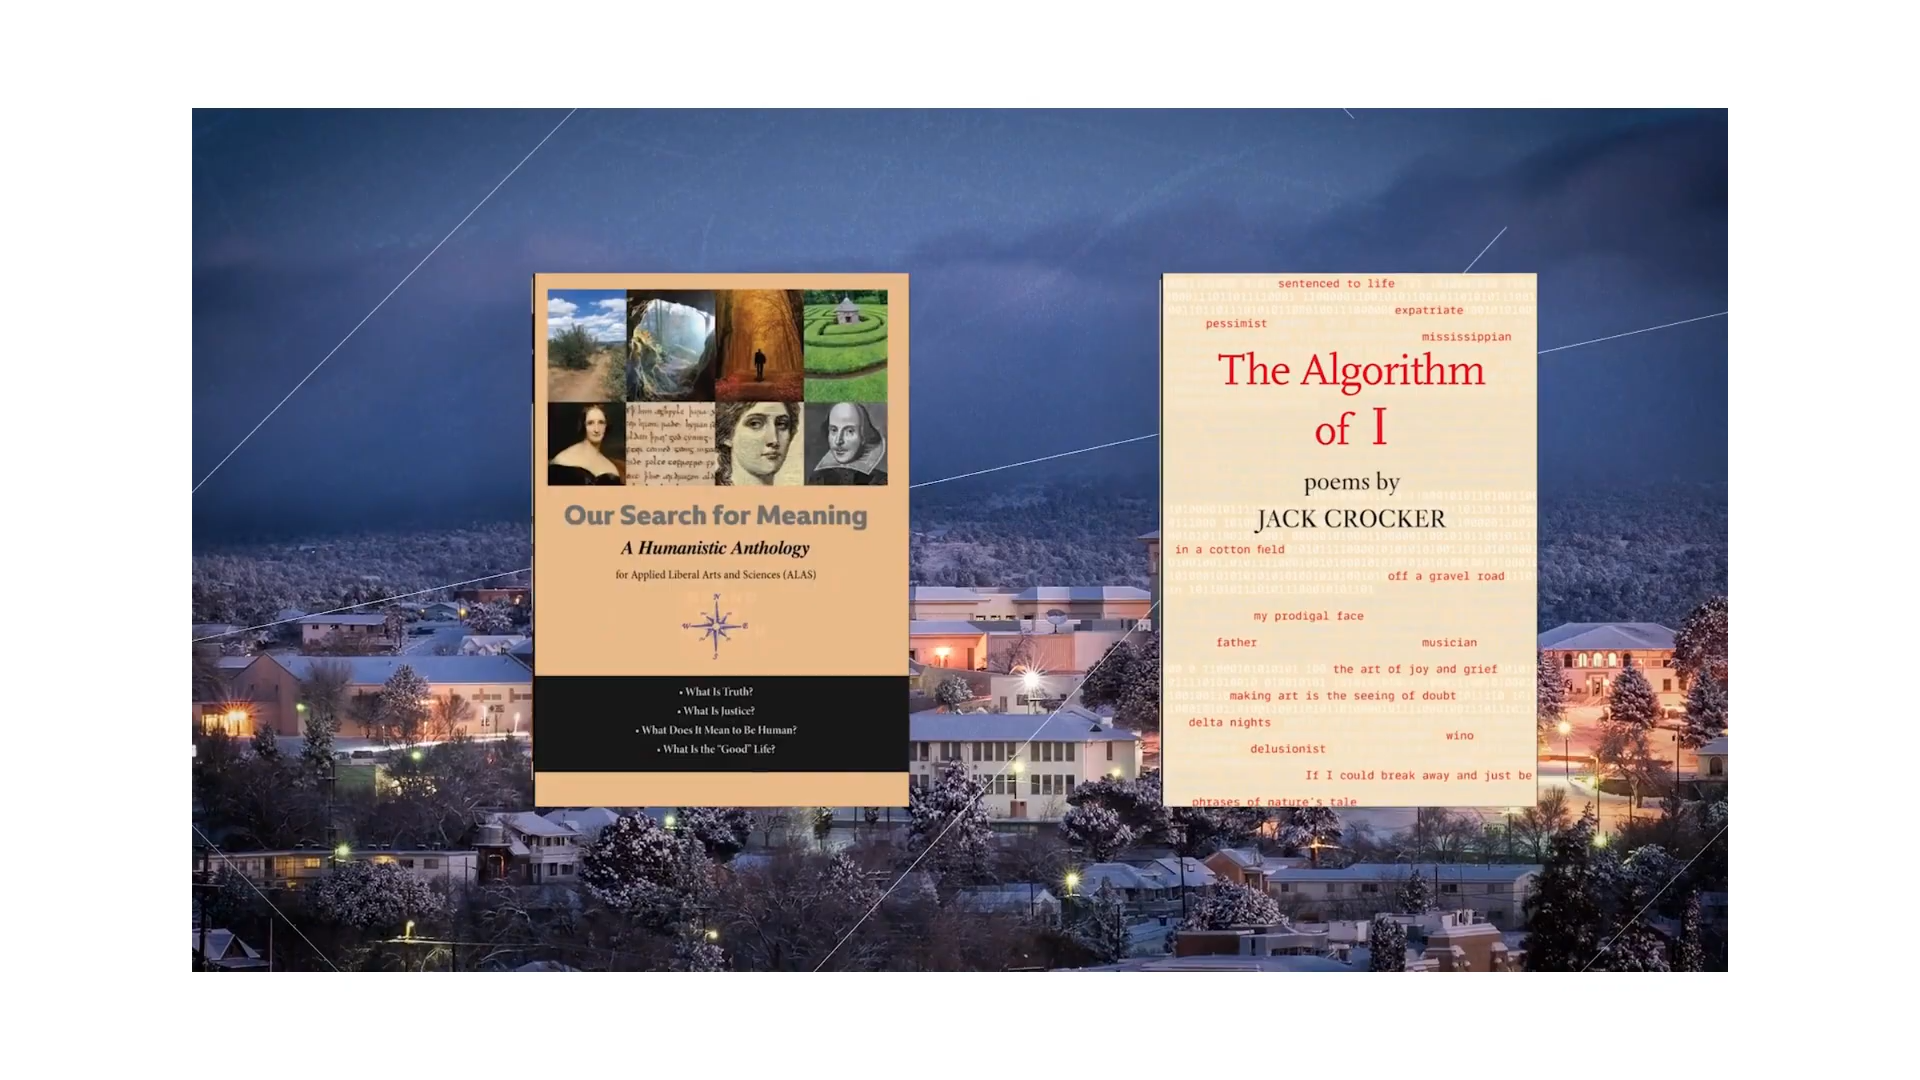 Our Search for Meaning
A Humanistic Anthology
for Applied Liberal Arts and Sciences (ALAS)
N
W E
S
• What Is Truth?
• What Is Justice?
• What Does It Mean to Be Human?
• What Is the "Good" Life?
sentenced to life
expatriate
pessimist
mississippian
The Algorithm
of I
poems by
JACK CROCKER
in a cotton field
off a gravel road
my prodigal face
father musician
the art of joy and grief
making art is the seeing of doubt
delta nights
wino
delusionist
If I could break away and just be
phrases of nature's tale